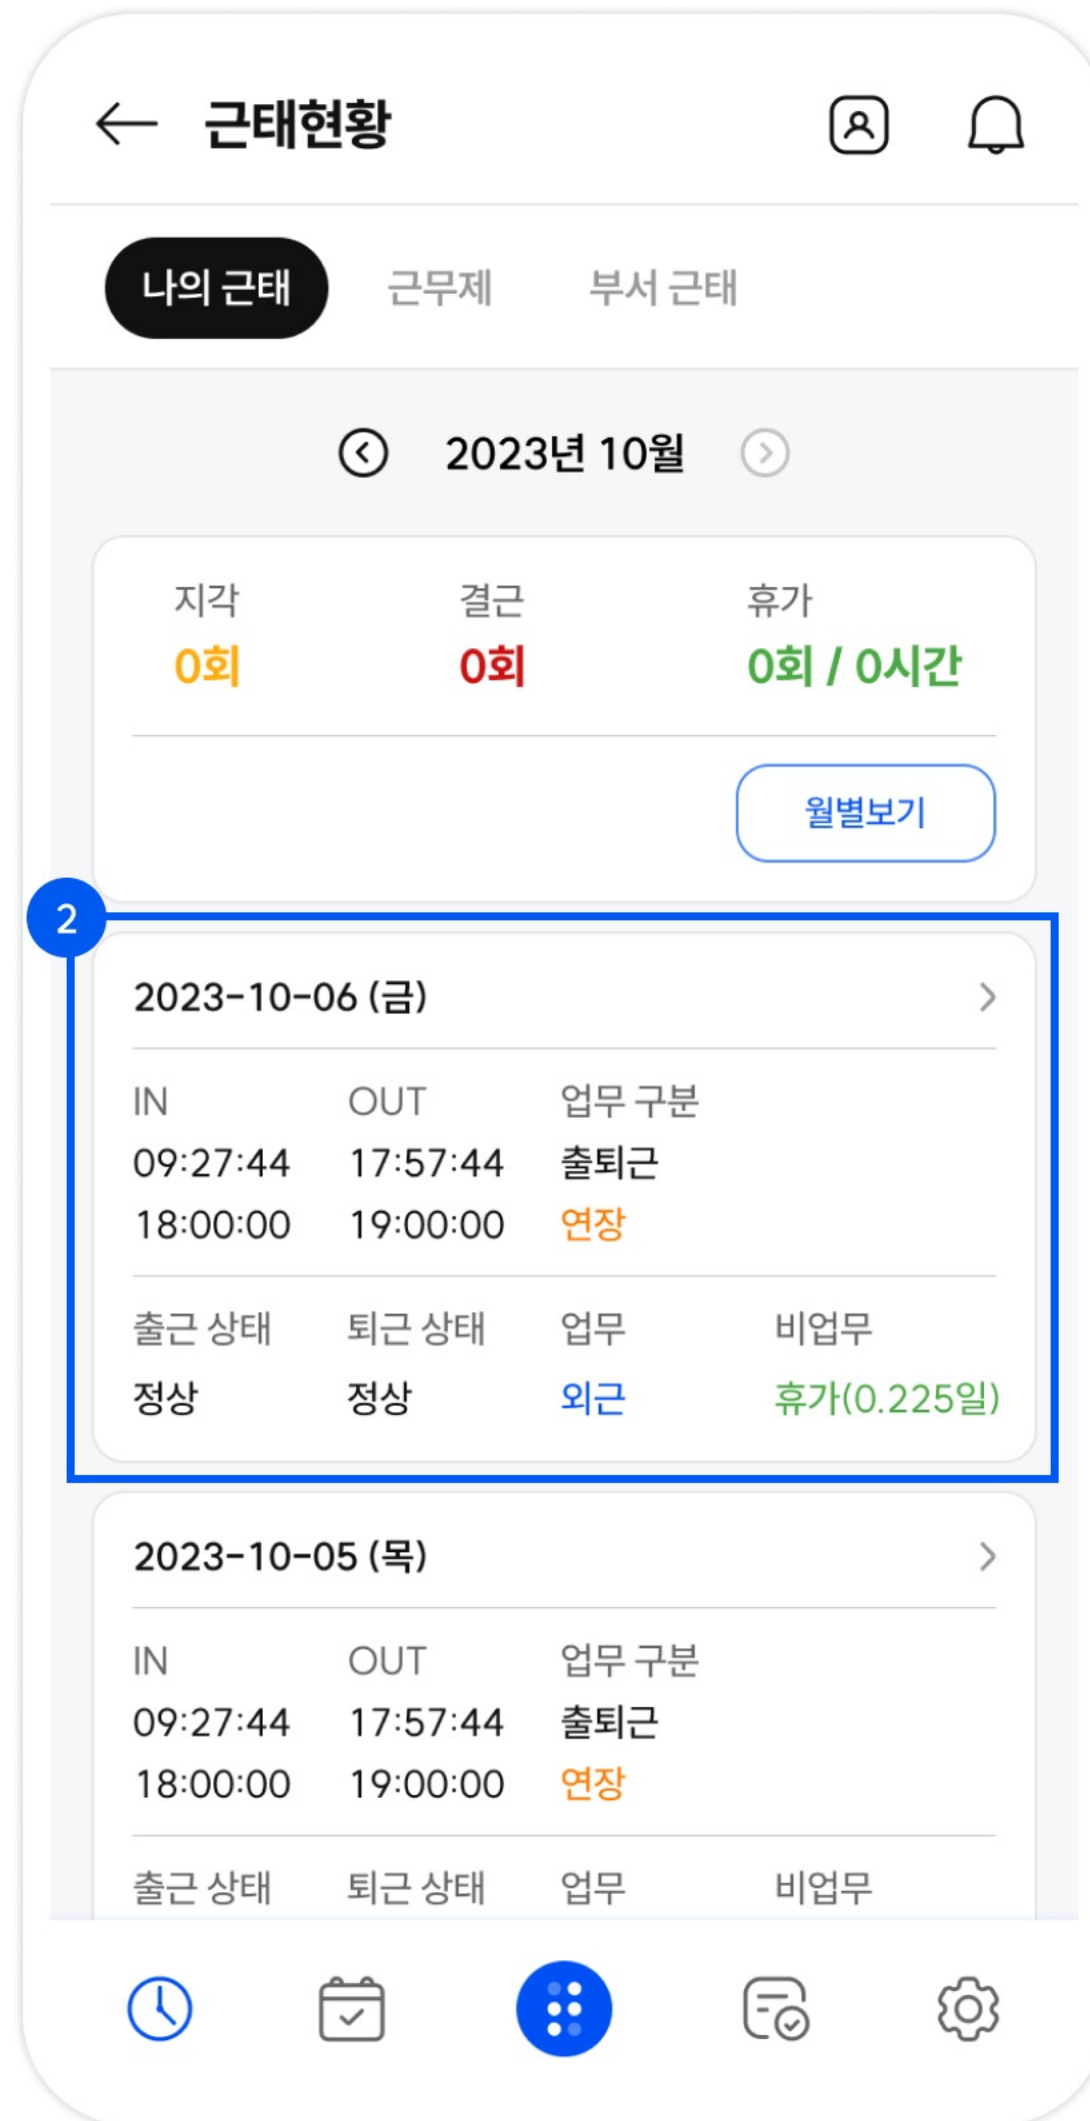 근태현황
나의 근태 근무제 부서 근태
2023년 10월
지각 결근 휴가
0회 0회 0회 / 0시간
월별보기
2
2023-10-06 (금)
IN OUT 업무 구분
09:27:44 17:57:44 출퇴근
18:00:00 19:00:00 연장
출근 상태 퇴근 상태 업무 비업무
정상 정상 외근 휴가(0.225일)
2023-10-05 (목)
IN OUT 업무 구분
09:27:44 17:57:44 출퇴근
18:00:00 19:00:00 연장
출근 상태 퇴근 상태 업무 비업무